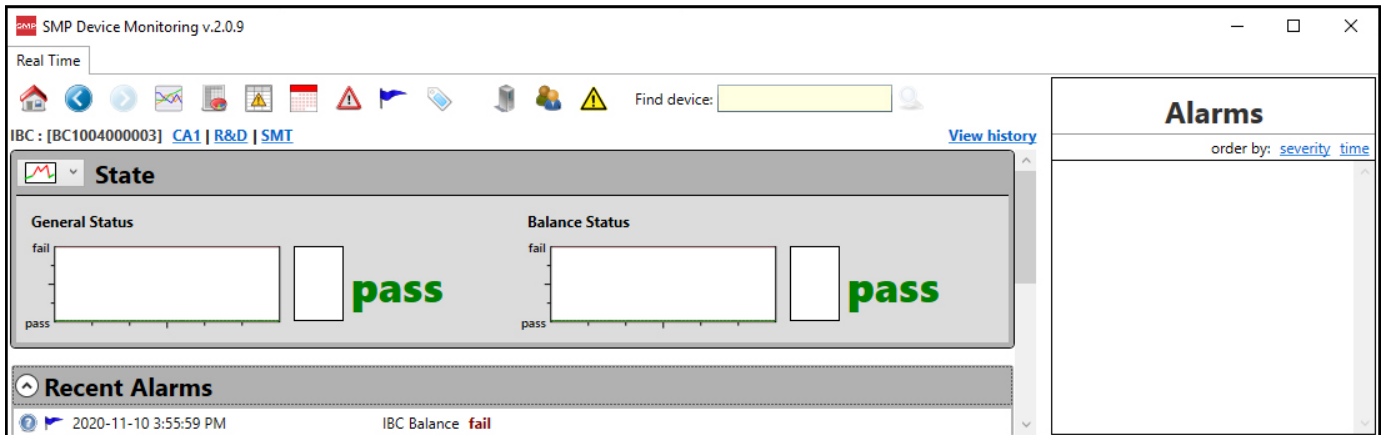 SMP SMP Device Monitoring v.2.0.9
Real Time
Find device:
IBC : [BC1004000003] CA1 | R&D | SMT
View history
State
General Status
fail
pass
pass
Balance Status
fail
pass
pass
Recent Alarms
2020-11-10 3:55:59 PM IBC Balance fail
Alarms
order by: severity time